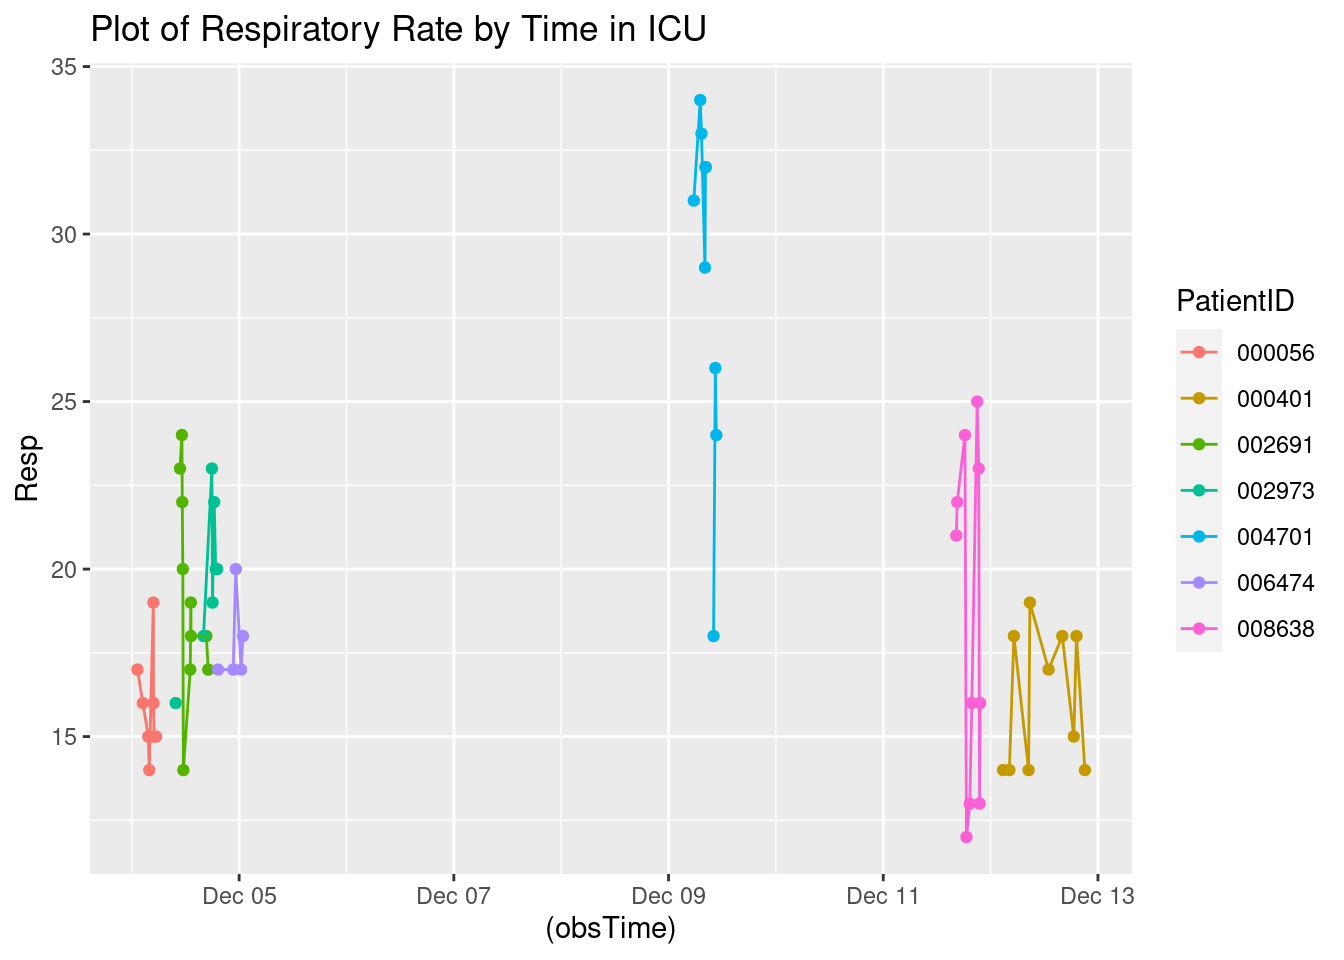 Plot of Respiratory Rate by Time in ICU
35
30
25
20
15
Resp
Dec 05
Dec 07
Dec 09
Dec 11
Dec 13
(obsTime)
PatientID
000056
000401
002691
002973
004701
006474
008638